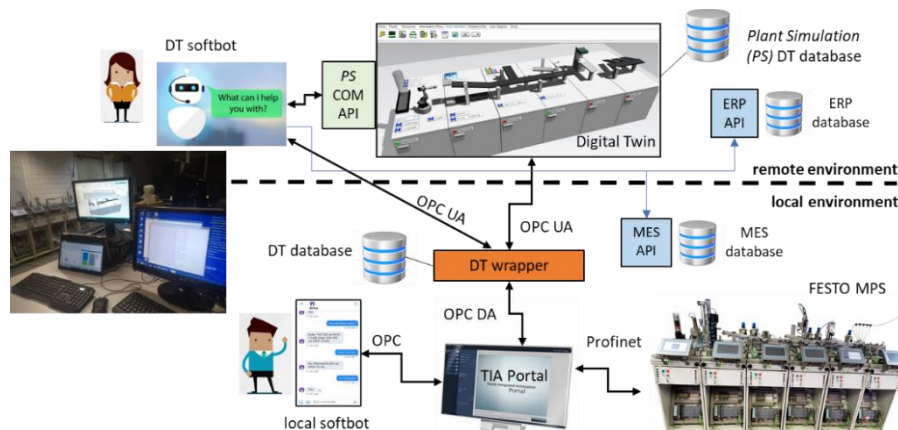 DT softbot
What can i help
you with?
PS
COM
API
Digital Twin
Plant Simulation
(PS) DT database
ERP
API
ERP
database
remote environment
local environment
OPC UA
OPC UA
MES
API
MES
database
DT database
DT wrapper
FESTO MPS
OPC DA
OPC
Profinet
TIA Portal
Portal
local softbot